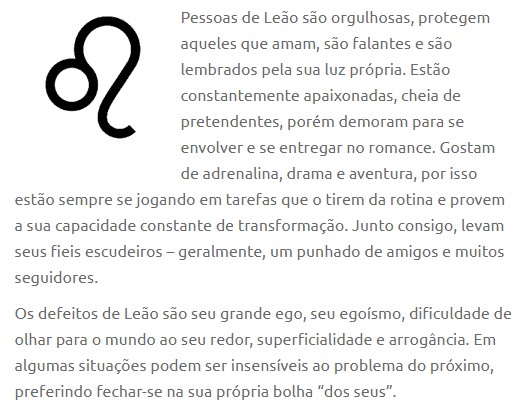 Pessoas de Leão são orgulhosas, protegem
aqueles que amam, são falantes e são
lembrados pela sua luz própria. Estão
constantemente apaixonadas, cheia de
pretendentes, porém demoram para se
envolver e se entregar no romance. Gostam
de adrenalina, drama e aventura, por isso
estão sempre se jogando em tarefas que o tirem da rotina e provem
a sua capacidade constante de transformação. Junto consigo, levam
seus fieis escudeiros – geralmente, um punhado de amigos e muitos
seguidores.
Os defeitos de Leão são seu grande ego, seu egoísmo, dificuldade de
olhar para o mundo ao seu redor, superficialidade e arrogância. Em
algumas situações podem ser insensíveis ao problema do próximo,
preferindo fechar-se na sua própria bolha “dos seus”.